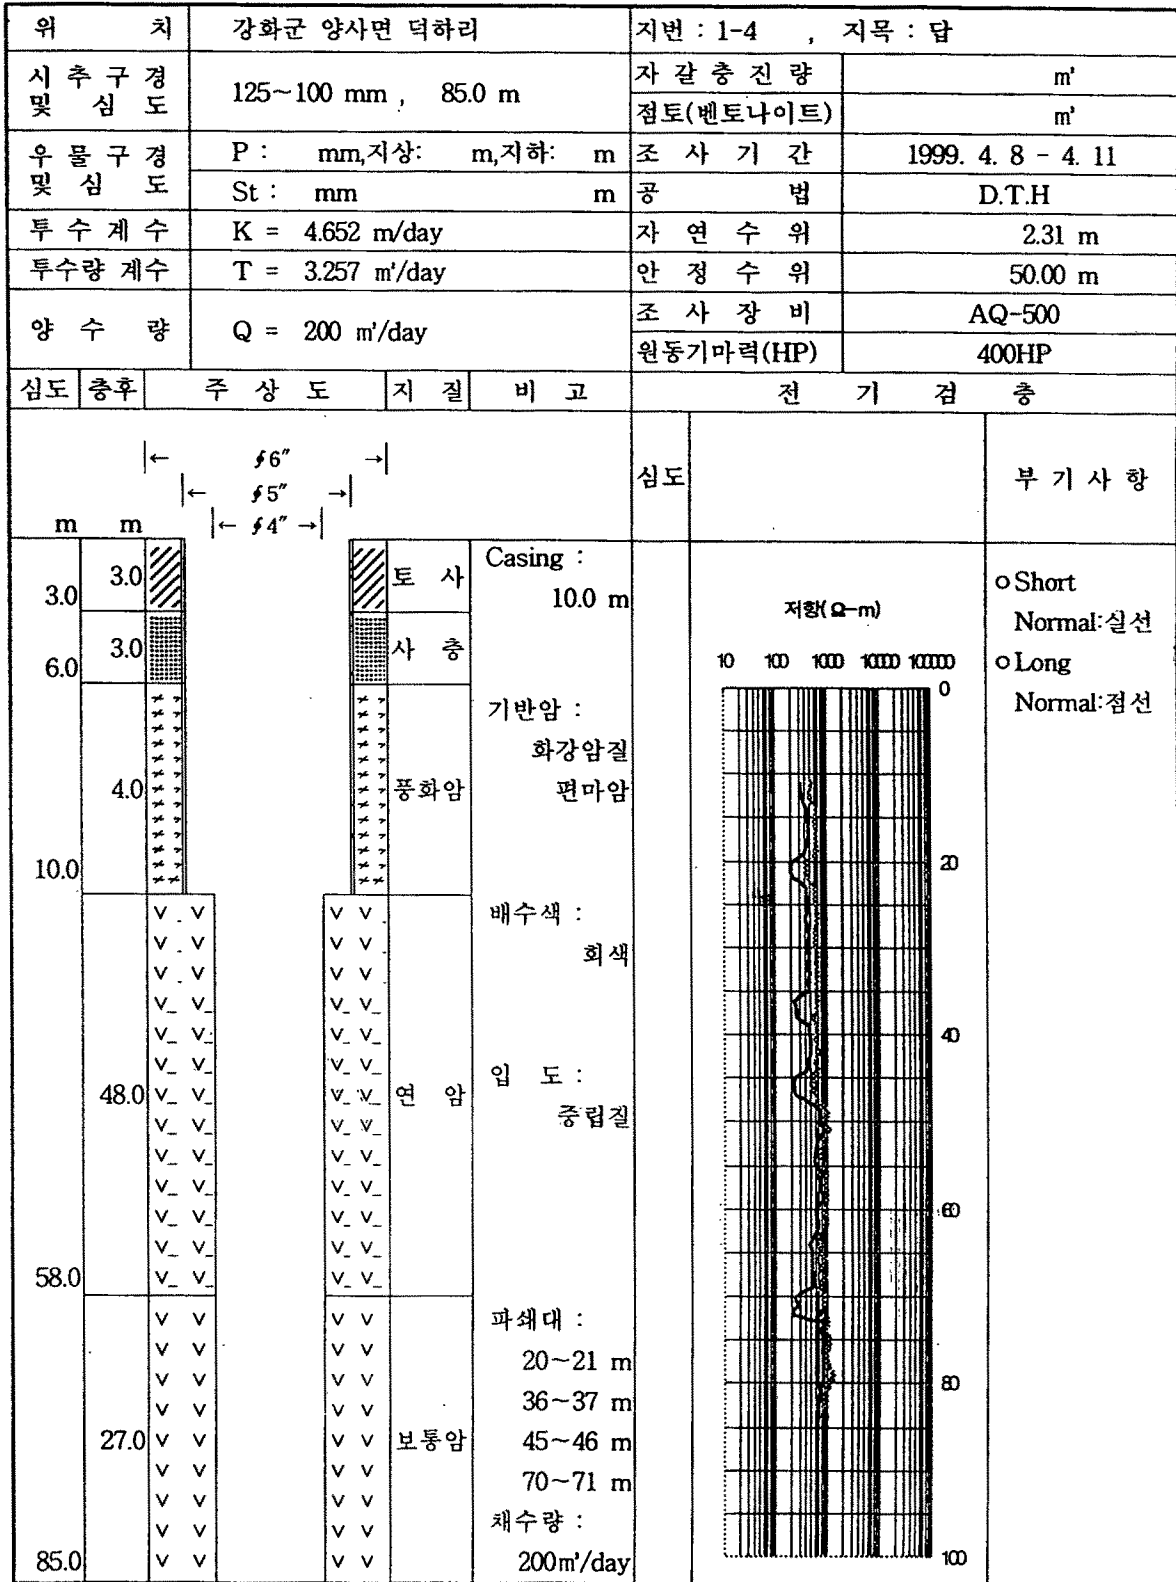 위 치 강화군 양사면 덕하리 지번 : 1-4 , 지목 : 답
시 추 구 경 및 심 도 125~100 mm , 85.0 m
자 갈 충 진 량 m³
점토(벤토나이트) m³
우 물 구 경 및 심 도 P : mm,지상: m,지하: m
St : mm m
조 사 기 간 1999. 4. 8 - 4. 11
공 법 D.T.H
투 수 계 수 K = 4.652 m/day
자 연 수 위 2.31 m
투수량 계수 T = 3.257 m³/day
안 정 수 위 50.00 m
양 수 량 Q = 200 m³/day
조 사 장 비 AQ-500
원동기마력(HP) 400HP
심도 층후 주 상 도 지 질 비 고 전 기 검 층
심도 부 기 사 항
← ∮6″ →
← ∮5″ →
← ∮4″ →
m m
3.0 3.0 토 사
Casing :
10.0 m
6.0 3.0 사 층
10.0 4.0 풍화암
기반암 :
화강암질
편마암
58.0 48.0 연 암
배수색 :
회색
입 도 :
중립질
85.0 27.0 보통암
파쇄대 :
20~21 m
36~37 m
45~46 m
70~71 m
채수량 :
200m³/day
저항(Ω-m)
10 100 1000 10000 100000
0
20
40
60
80
100
○ Short
Normal:실선
○ Long
Normal:점선